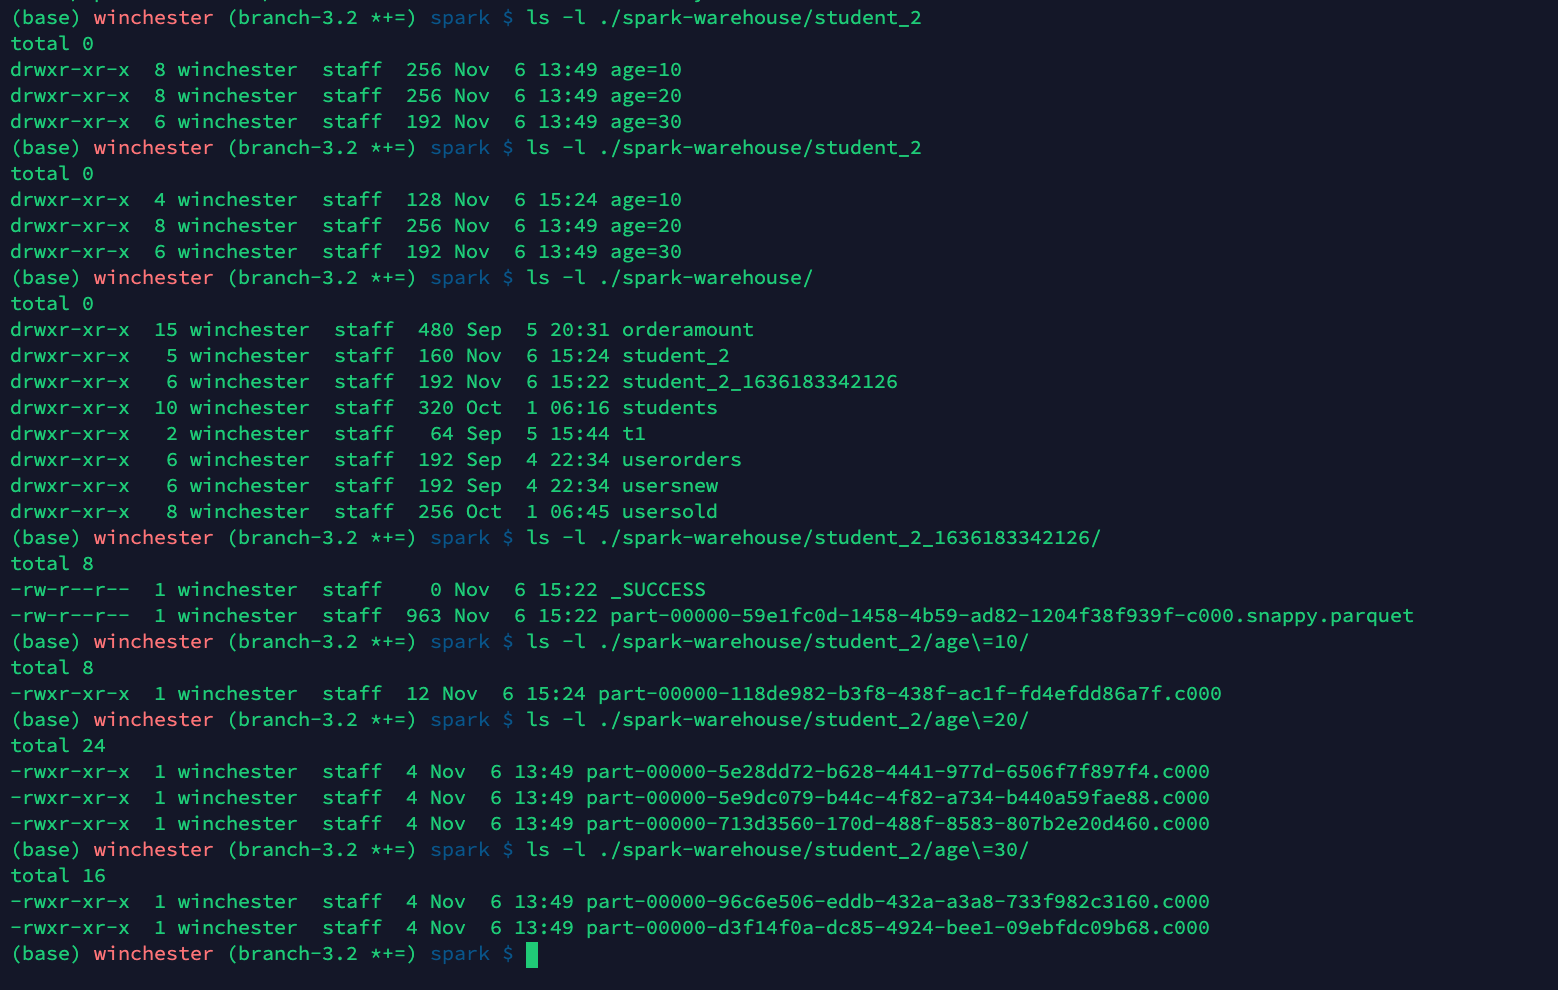 (base) winchester (branch-3.2 *+=) spark $ ls -l ./spark-warehouse/student_2
total 0
drwxr-xr-x  8 winchester  staff  256 Nov  6 13:49 age=10
drwxr-xr-x  8 winchester  staff  256 Nov  6 13:49 age=20
drwxr-xr-x  6 winchester  staff  192 Nov  6 13:49 age=30
(base) winchester (branch-3.2 *+=) spark $ ls -l ./spark-warehouse/student_2
total 0
drwxr-xr-x  4 winchester  staff  128 Nov  6 15:24 age=10
drwxr-xr-x  8 winchester  staff  256 Nov  6 13:49 age=20
drwxr-xr-x  6 winchester  staff  192 Nov  6 13:49 age=30
(base) winchester (branch-3.2 *+=) spark $ ls -l ./spark-warehouse/
total 0
drwxr-xr-x  15 winchester  staff  480 Sep  5 20:31 orderamount
drwxr-xr-x   5 winchester  staff  160 Nov  6 15:24 student_2
drwxr-xr-x   6 winchester  staff  192 Nov  6 15:22 student_2_1636183342126
drwxr-xr-x  10 winchester  staff  320 Oct  1 06:16 students
drwxr-xr-x   2 winchester  staff   64 Sep  5 15:44 t1
drwxr-xr-x   6 winchester  staff  192 Sep  4 22:34 userorders
drwxr-xr-x   6 winchester  staff  192 Sep  4 22:34 usersnew
drwxr-xr-x   8 winchester  staff  256 Oct  1 06:45 usersold
(base) winchester (branch-3.2 *+=) spark $ ls -l ./spark-warehouse/student_2_1636183342126/
total 8
-rw-r--r--  1 winchester  staff    0 Nov  6 15:22 _SUCCESS
-rw-r--r--  1 winchester  staff  963 Nov  6 15:22 part-00000-59e1fc0d-1458-4b59-ad82-1204f38f939f-c000.snappy.parquet
(base) winchester (branch-3.2 *+=) spark $ ls -l ./spark-warehouse/student_2/age\=10/
total 8
-rwxr-xr-x  1 winchester  staff  12 Nov  6 15:24 part-00000-118de982-b3f8-438f-ac1f-fd4efdd86a7f.c000
(base) winchester (branch-3.2 *+=) spark $ ls -l ./spark-warehouse/student_2/age\=20/
total 24
-rwxr-xr-x  1 winchester  staff  4 Nov  6 13:49 part-00000-5e28dd72-b628-4441-977d-6506f7f897f4.c000
-rwxr-xr-x  1 winchester  staff  4 Nov  6 13:49 part-00000-5e9dc079-b44c-4f82-a734-b440a59fae88.c000
-rwxr-xr-x  1 winchester  staff  4 Nov  6 13:49 part-00000-713d3560-170d-488f-8583-807b2e20d460.c000
(base) winchester (branch-3.2 *+=) spark $ ls -l ./spark-warehouse/student_2/age\=30/
total 16
-rwxr-xr-x  1 winchester  staff  4 Nov  6 13:49 part-00000-96c6e506-eddb-432a-a3a8-733f982c3160.c000
-rwxr-xr-x  1 winchester  staff  4 Nov  6 13:49 part-00000-d3f14f0a-dc85-4924-bee1-09ebfdc09b68.c000
(base) winchester (branch-3.2 *+=) spark $